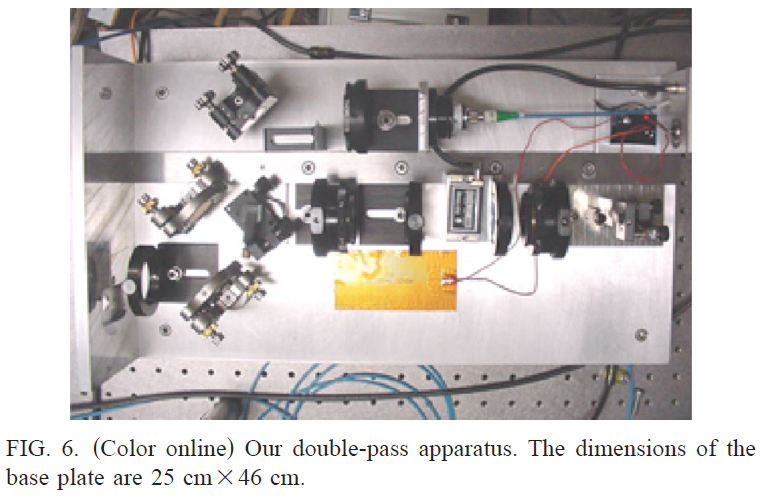 FIG. 6. (Color online) Our double-pass apparatus. The dimensions of the
base plate are 25 cm×46 cm.